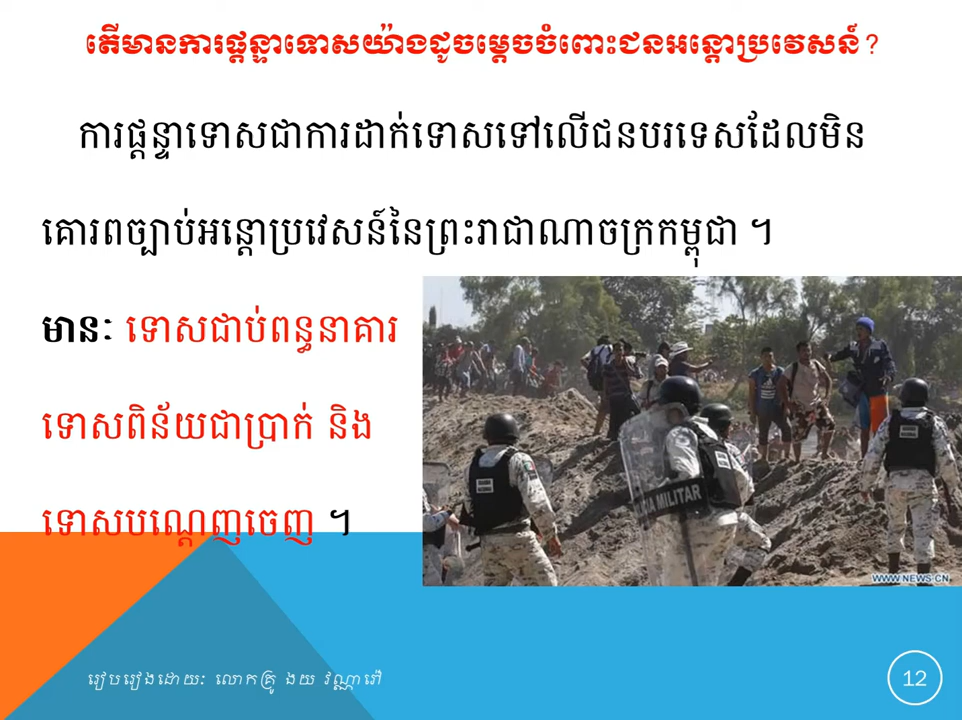 តើមានការផ្តន្ទាទោសយ៉ាងដូចម្តេចចំពោះជនអន្តោប្រវេសន៍?
ការផ្តន្ទាទោសជាការដាក់ទោសទៅលើជនបរទេសដែលមិន
គោរពច្បាប់អន្តោប្រវេសន៍នៃព្រះរាជាណាចក្រកម្ពុជា ។
មានៈ ទោសជាប់ពន្ធនាគារ
ទោសពិន័យជាប្រាក់ និង
ទោសបណ្តេញចេញ ។
CIA MILITAR
WWW.NEWS.CN
រៀបរៀងដោយៈ លោកគ្រូ ងយ វណ្ណារ៉ៅ
12